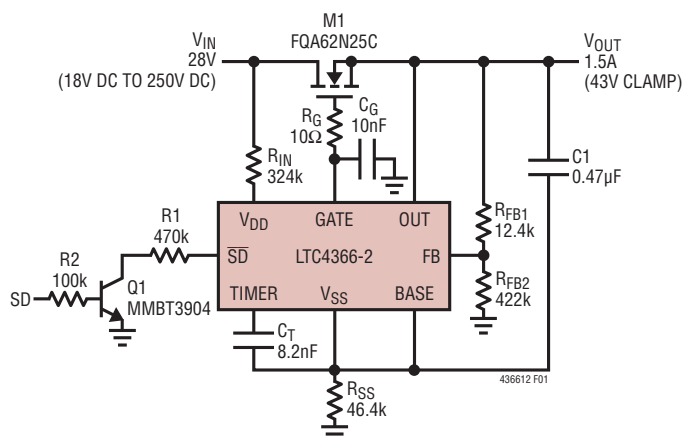 M1
FQA62N25C
VIN
28V
(18V DC TO 250V DC)
VOUT
1.5A
(43V CLAMP)
RG
10Ω
CG
10nF
RIN
324k
C1
0.47µF
R1
470k
VDD
GATE
OUT
RFB1
12.4k
SD
LTC4366-2
FB
R2
100k
SD
Q1
MMBT3904
TIMER
VSS
BASE
RFB2
422k
CT
8.2nF
436612 F01
RSS
46.4k